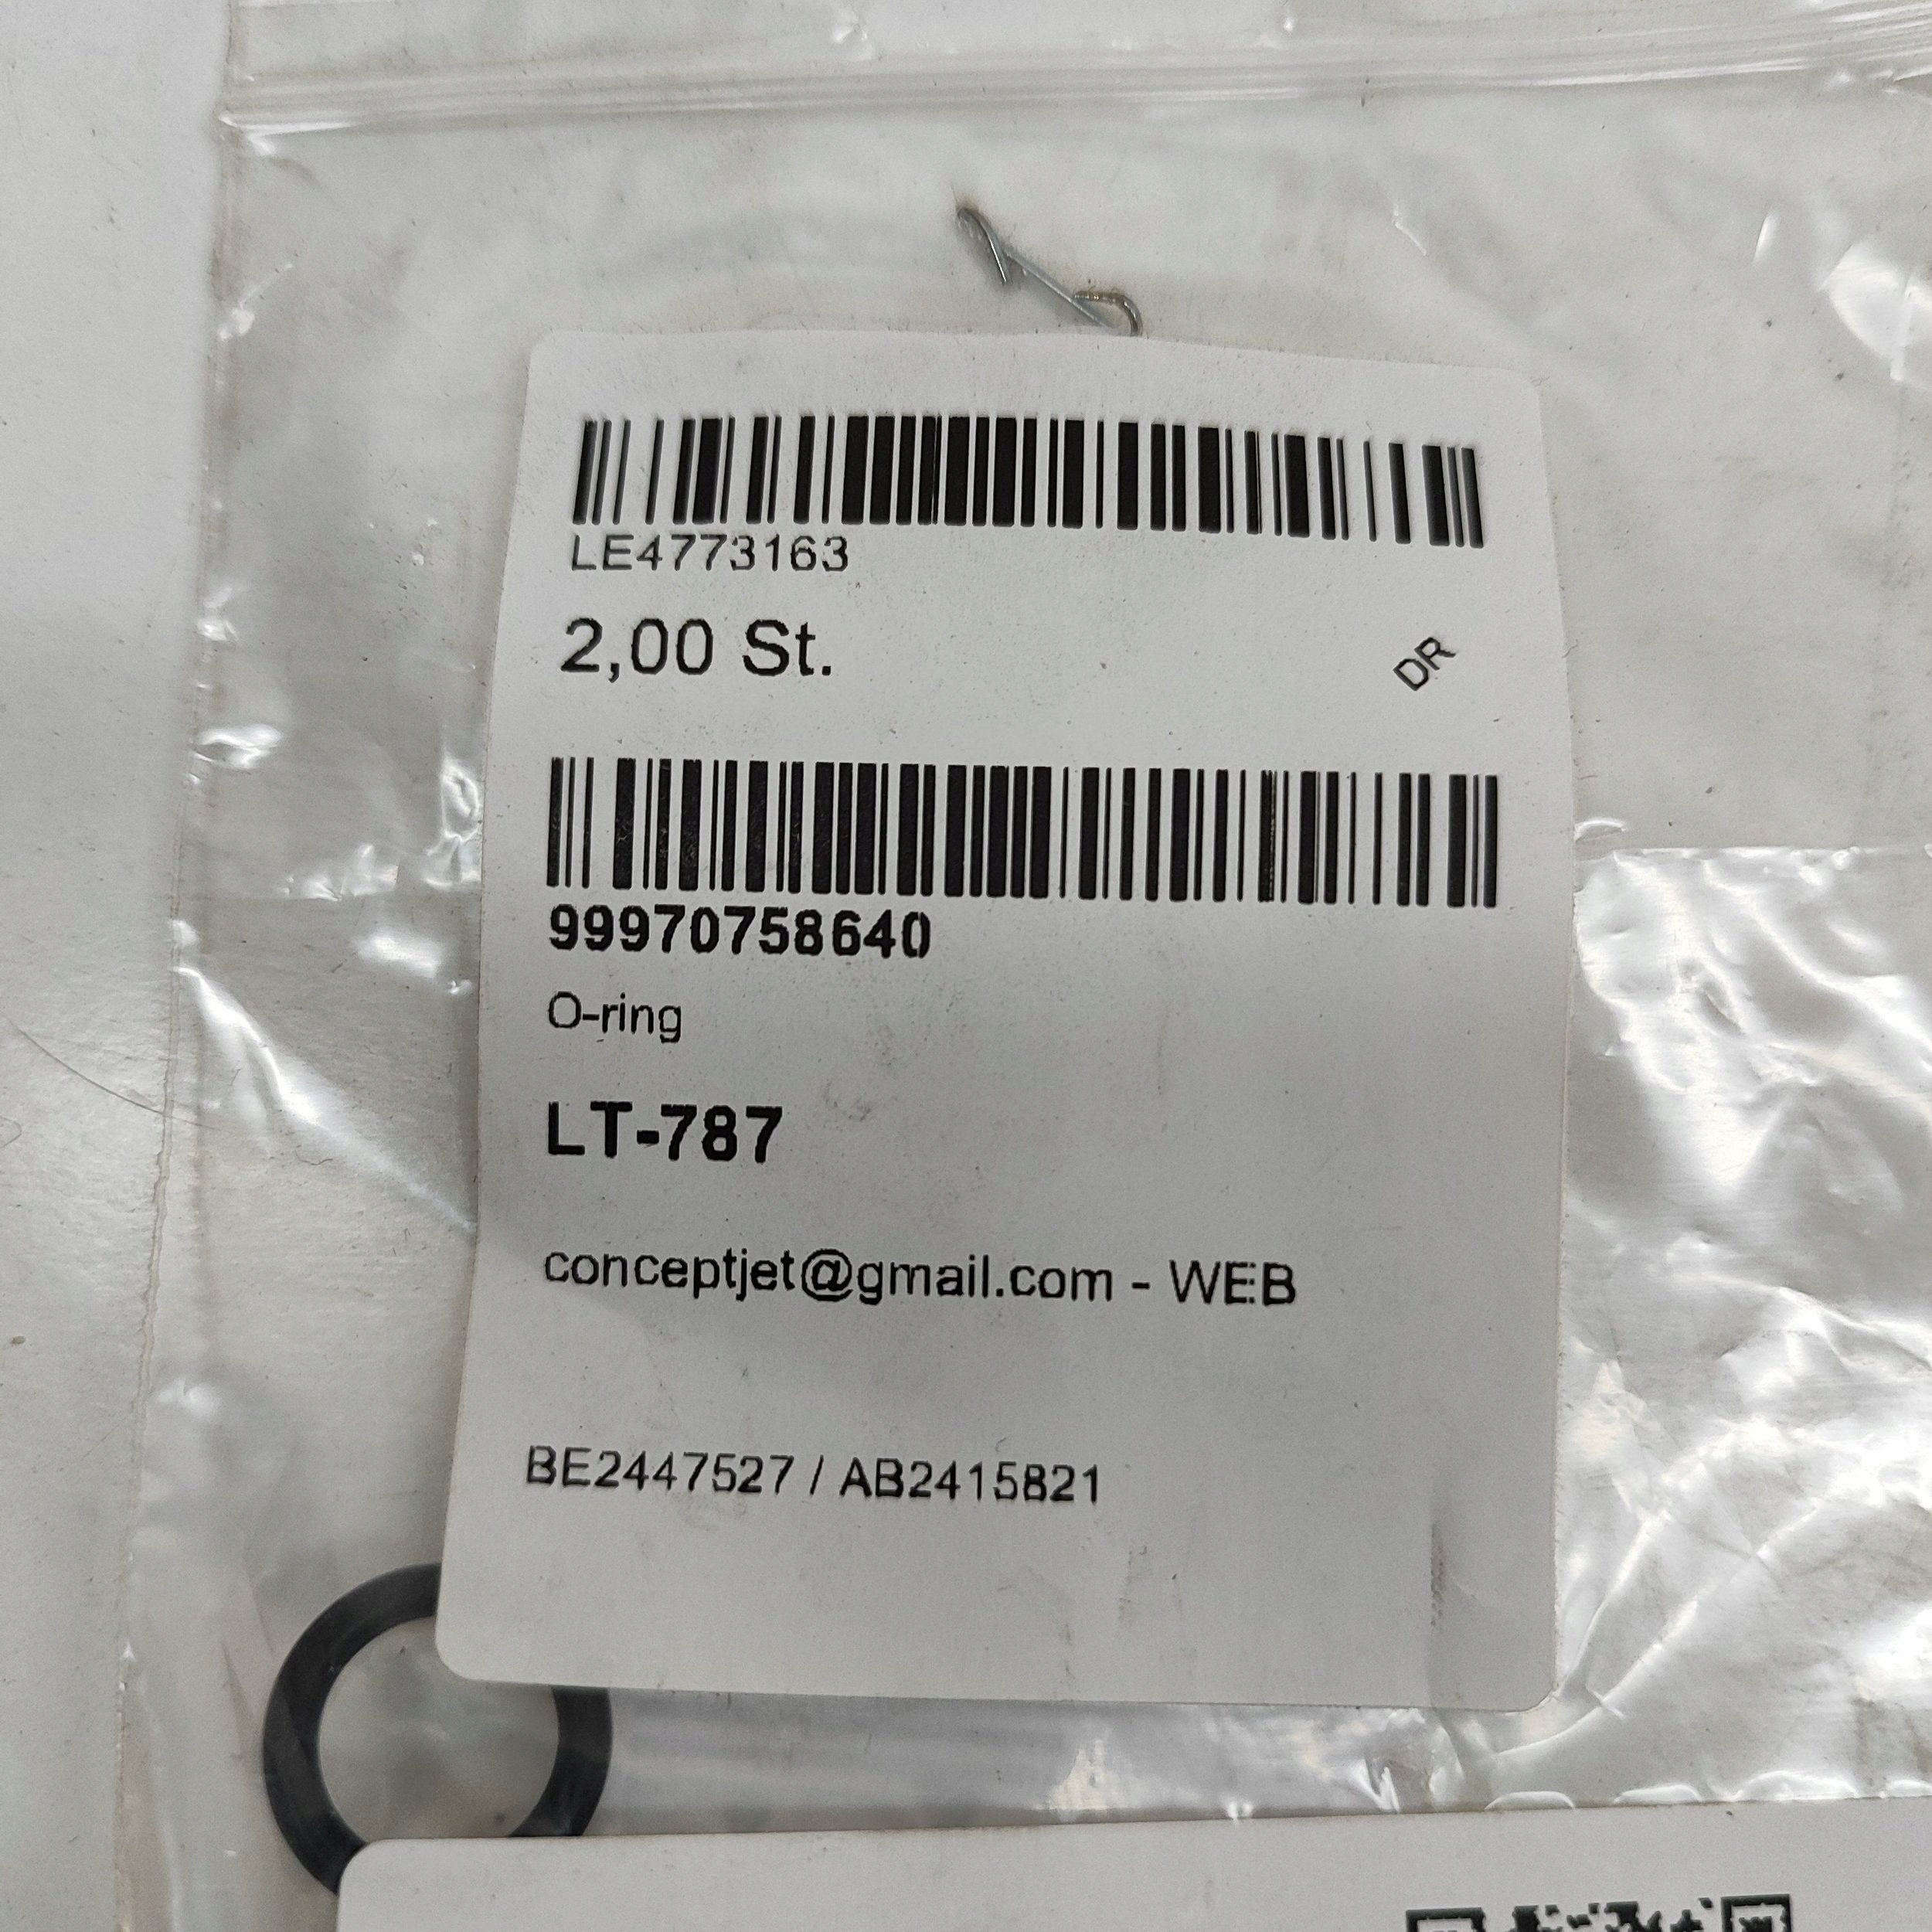 LE4773163
2,00 St.
DR
99970758640
O-ring
LT-787
conceptjet@gmail.com - WEB
BE2447527 / AB2415821